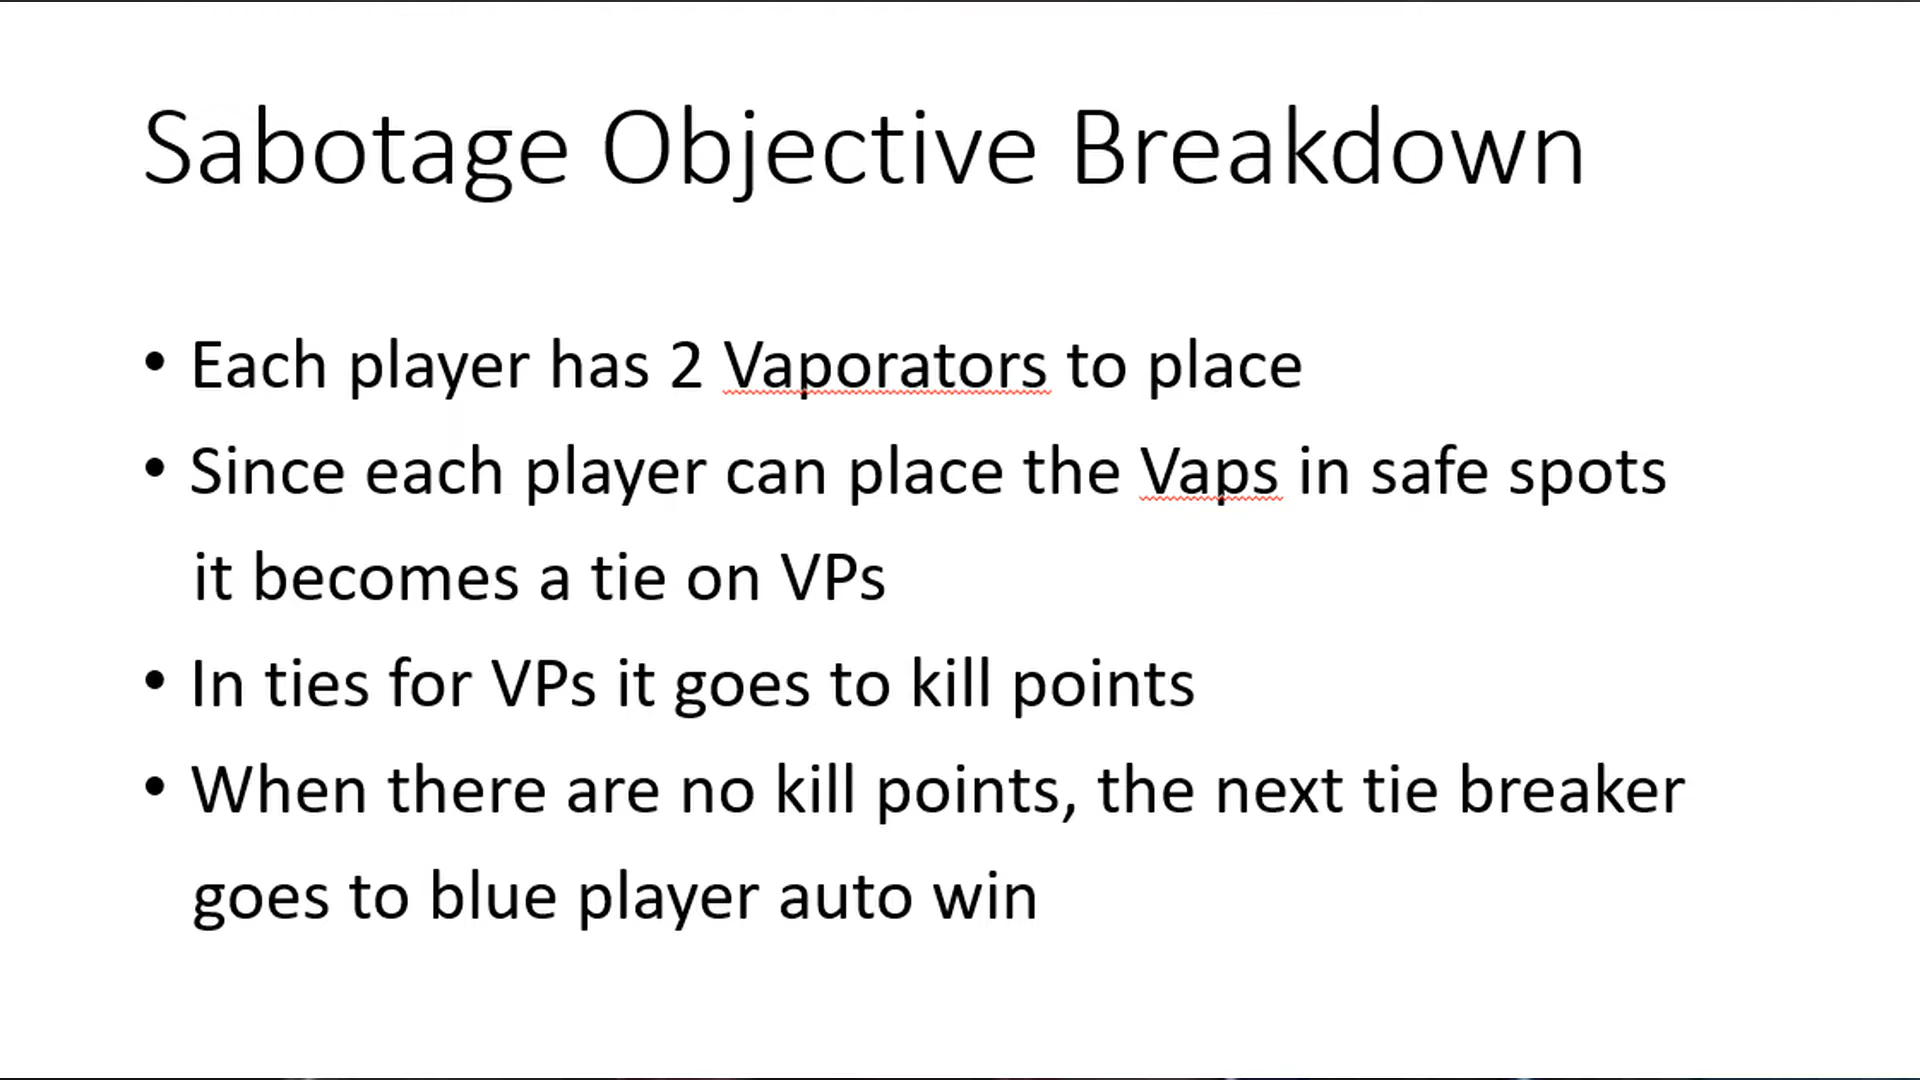 Sabotage Objective Breakdown
• Each player has 2 Vaporators to place
• Since each player can place the Vaps in safe spots
it becomes a tie on VPs
• In ties for VPs it goes to kill points
• When there are no kill points, the next tie breaker
goes to blue player auto win